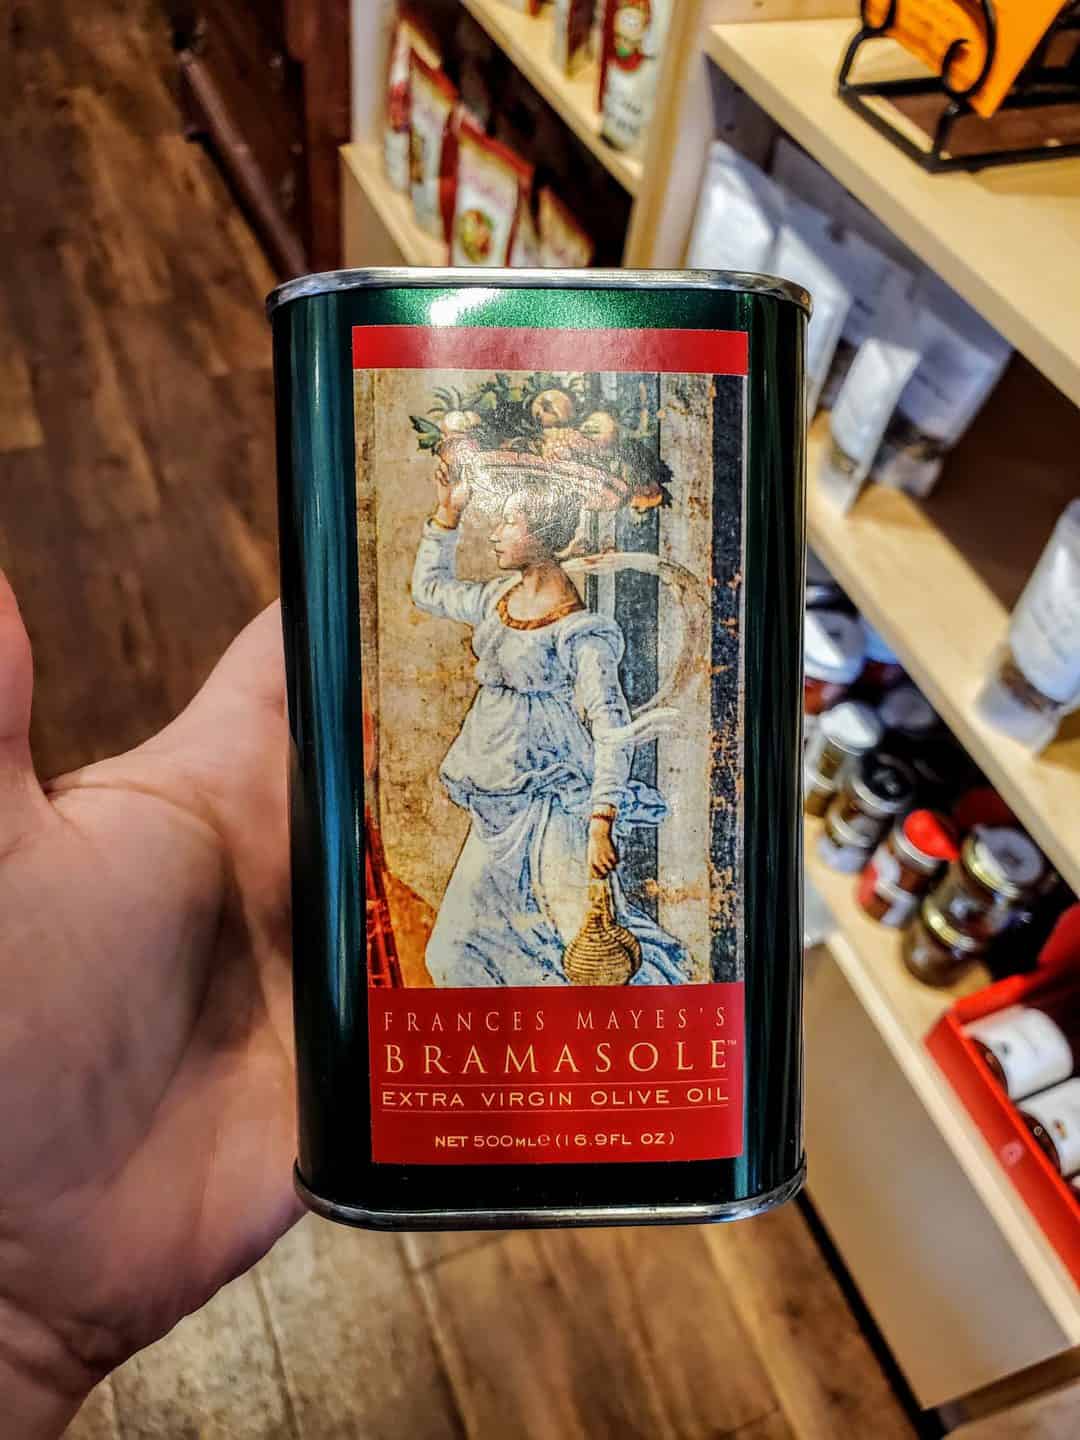 FRANCES MAYES'S
BRAMASOLE™
EXTRA VIRGIN OLIVE OIL
NET 500ML℮(16.9FL OZ)